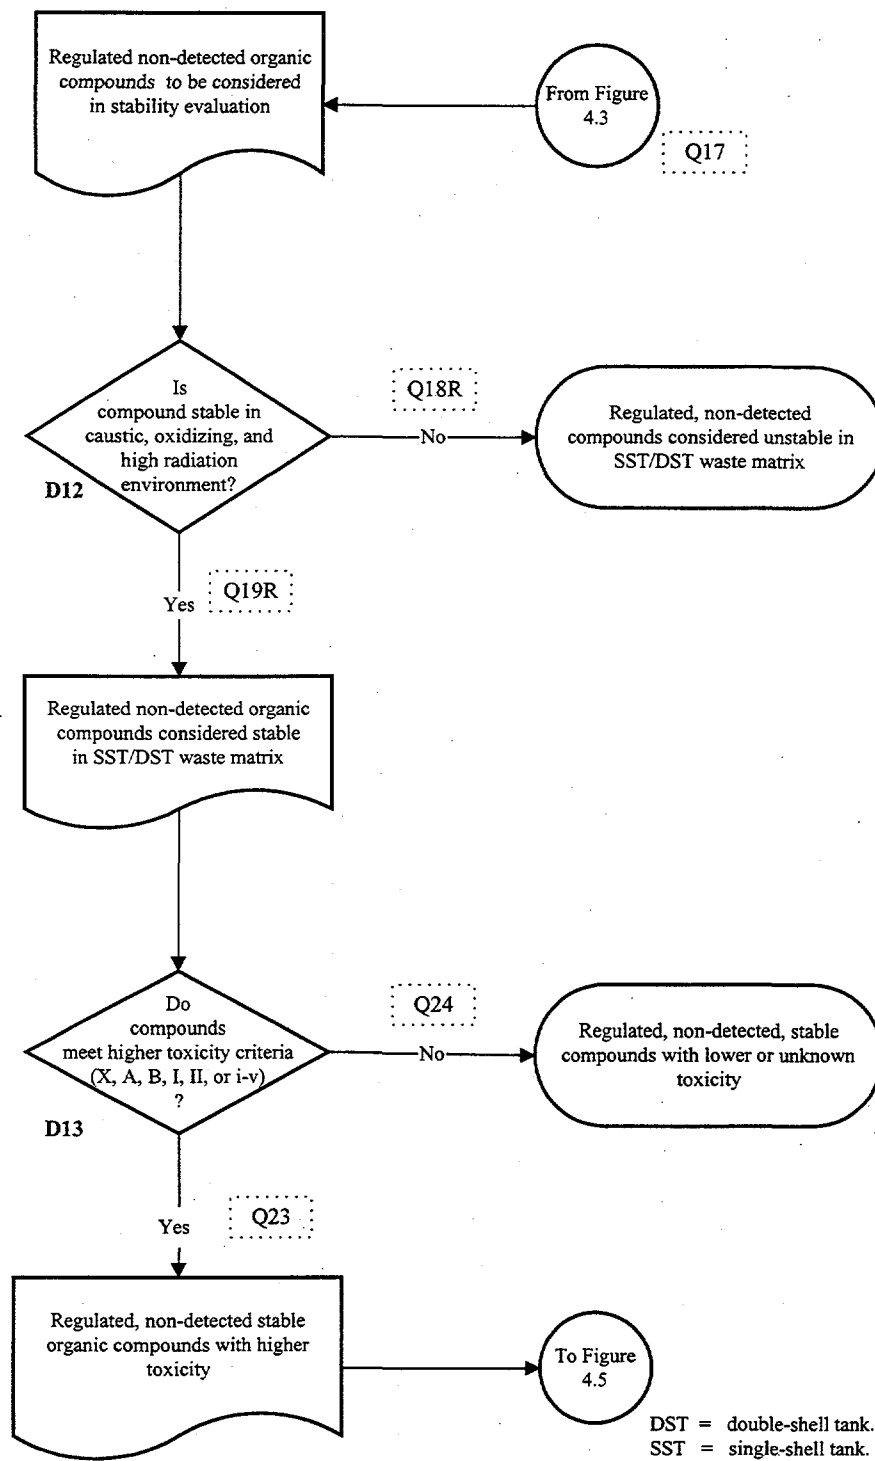 Regulated non-detected organic
compounds to be considered
in stability evaluation
From Figure
4.3
Q17
Is
compound stable in
caustic, oxidizing, and
high radiation
environment?
D12
Q18R
No
Regulated, non-detected
compounds considered unstable in
SST/DST waste matrix
Yes
Q19R
Regulated non-detected organic
compounds considered stable
in SST/DST waste matrix
Do
compounds
meet higher toxicity criteria
(X, A, B, I, II, or i-v)
?
D13
Q24
No
Regulated, non-detected, stable
compounds with lower or unknown
toxicity
Yes
Q23
Regulated, non-detected stable
organic compounds with higher
toxicity
To Figure
4.5
DST = double-shell tank.
SST = single-shell tank.